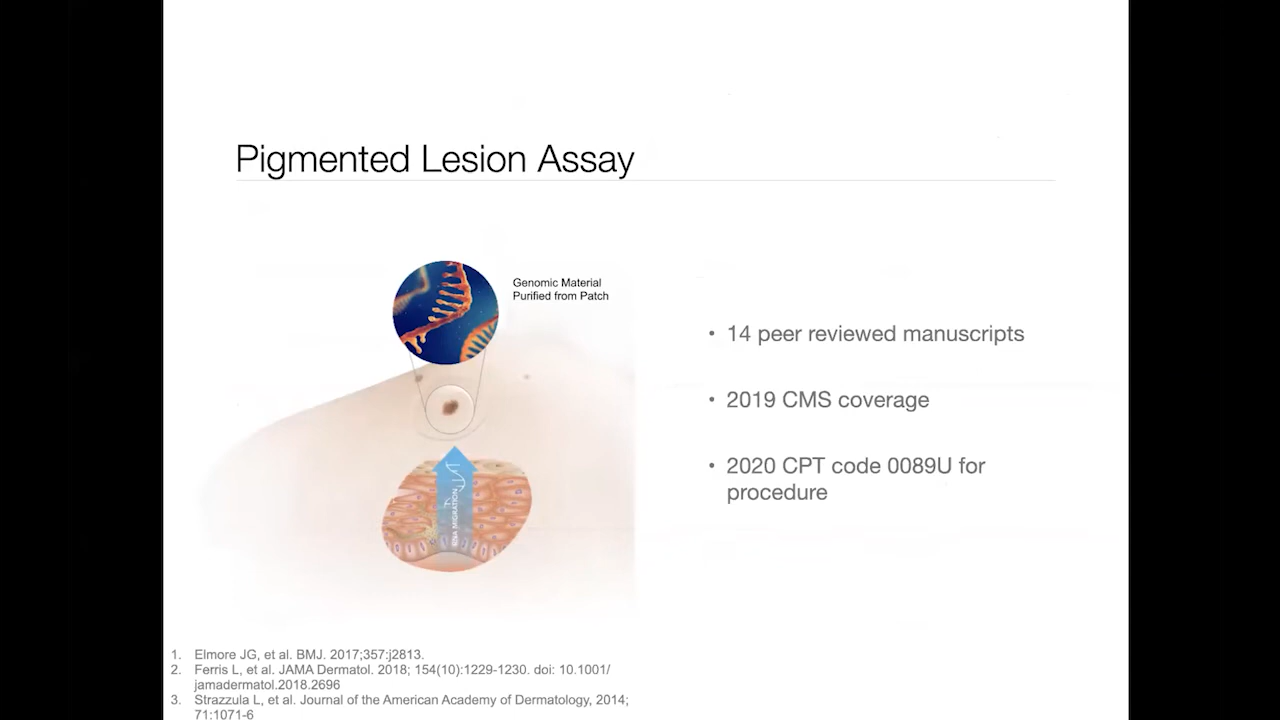 Pigmented Lesion Assay
Genomic Material
Purified from Patch
RNA MIGRATION
• 14 peer reviewed manuscripts
• 2019 CMS coverage
• 2020 CPT code 0089U for
procedure
1. Elmore JG, et al. BMJ. 2017;357:j2813.
2. Ferris L, et al. JAMA Dermatol. 2018; 154(10):1229-1230. doi: 10.1001/
jamadermatol.2018.2696
3. Strazzula L, et al. Journal of the American Academy of Dermatology, 2014;
71:1071-6